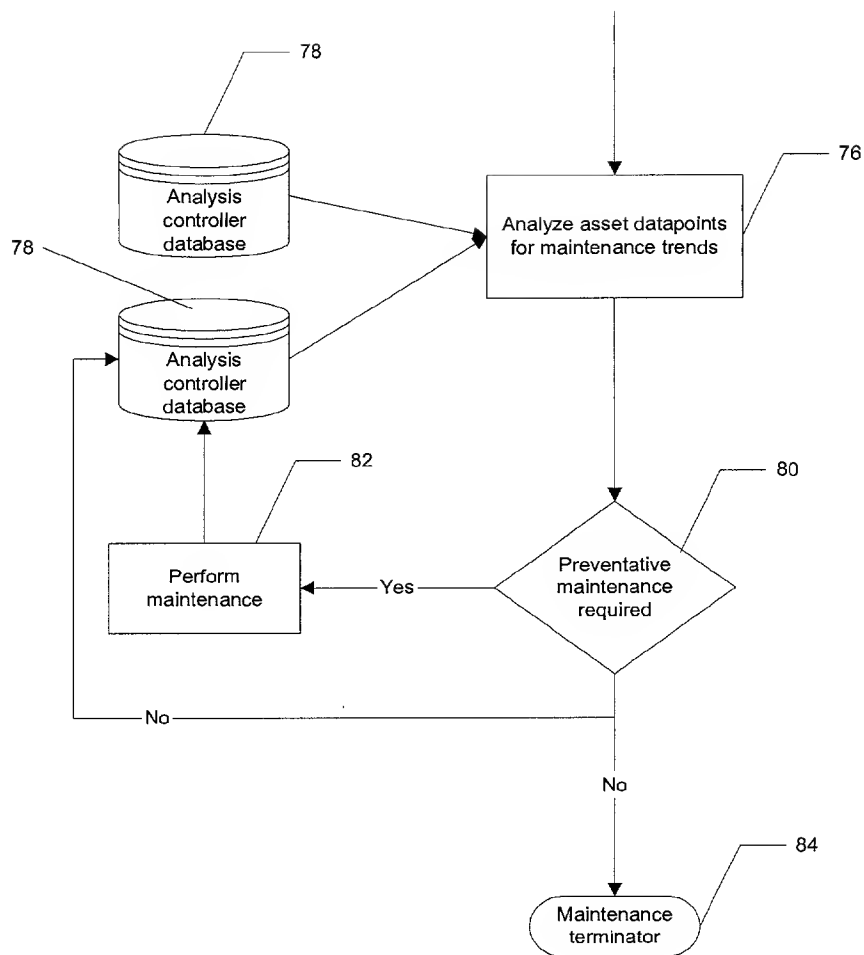 78
Analysis
controller
database
76
Analyze asset datapoints
for maintenance trends
78
Analysis
controller
database
82
Perform
maintenance
Yes
80
Preventative
maintenance
required
No
No
84
Maintenance
terminator